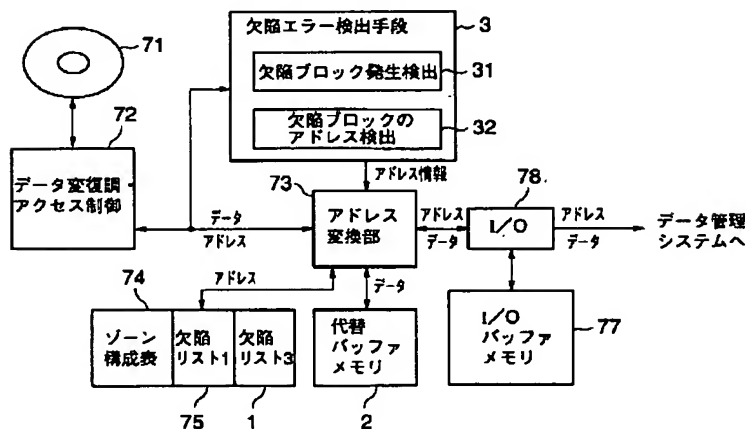 欠陥エラー検出手段
3
71
欠陥ブロック発生検出
31
72
欠陥ブロックの
アドレス検出
32
データ変復調
アクセス制御
アドレス情報
73
78
データ
アドレス
アドレス
変換部
アドレス
データ
I/O
アドレス
データ
データ管理
システムへ
74
アドレス
データ
ゾーン
構成表
欠陥
リスト1
欠陥
リスト3
代替
バッファ
メモリ
I/O
バッファ
メモリ
77
75
1
2